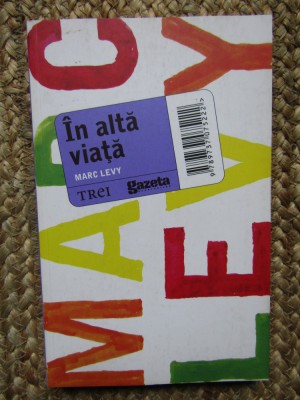 MARC
LEVY
În altă
viață
MARC LEVY
TREI
gazeta